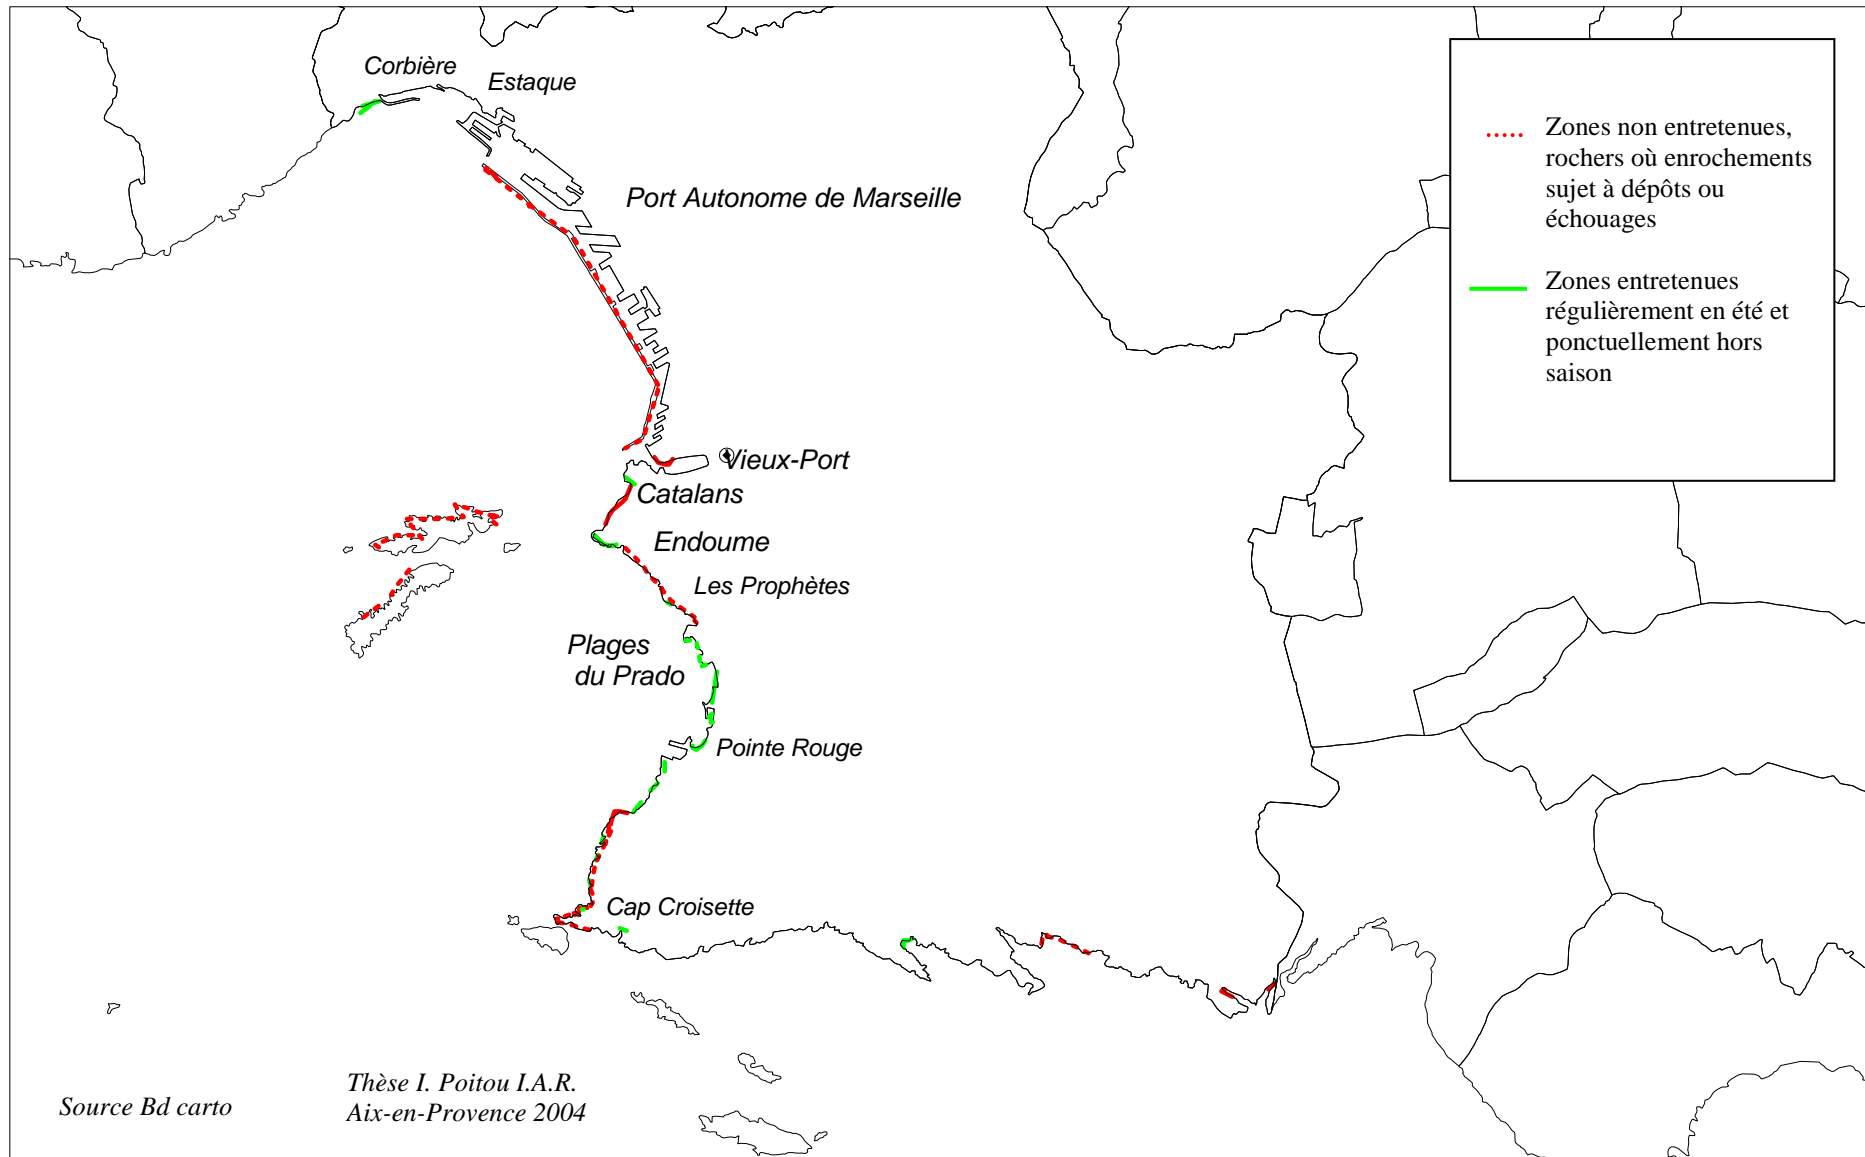 Corbière
Estaque
Port Autonome de Marseille
Vieux-Port
Catalans
Endoume
Les Prophètes
Plages
du Prado
Pointe Rouge
Cap Croisette
Zones non entretenues,
rochers où enrochements
sujet à dépôts ou
échouages
Zones entretenues
régulièrement en été et
ponctuellement hors
saison
Source Bd carto
Thèse I. Poitou I.A.R.
Aix-en-Provence 2004